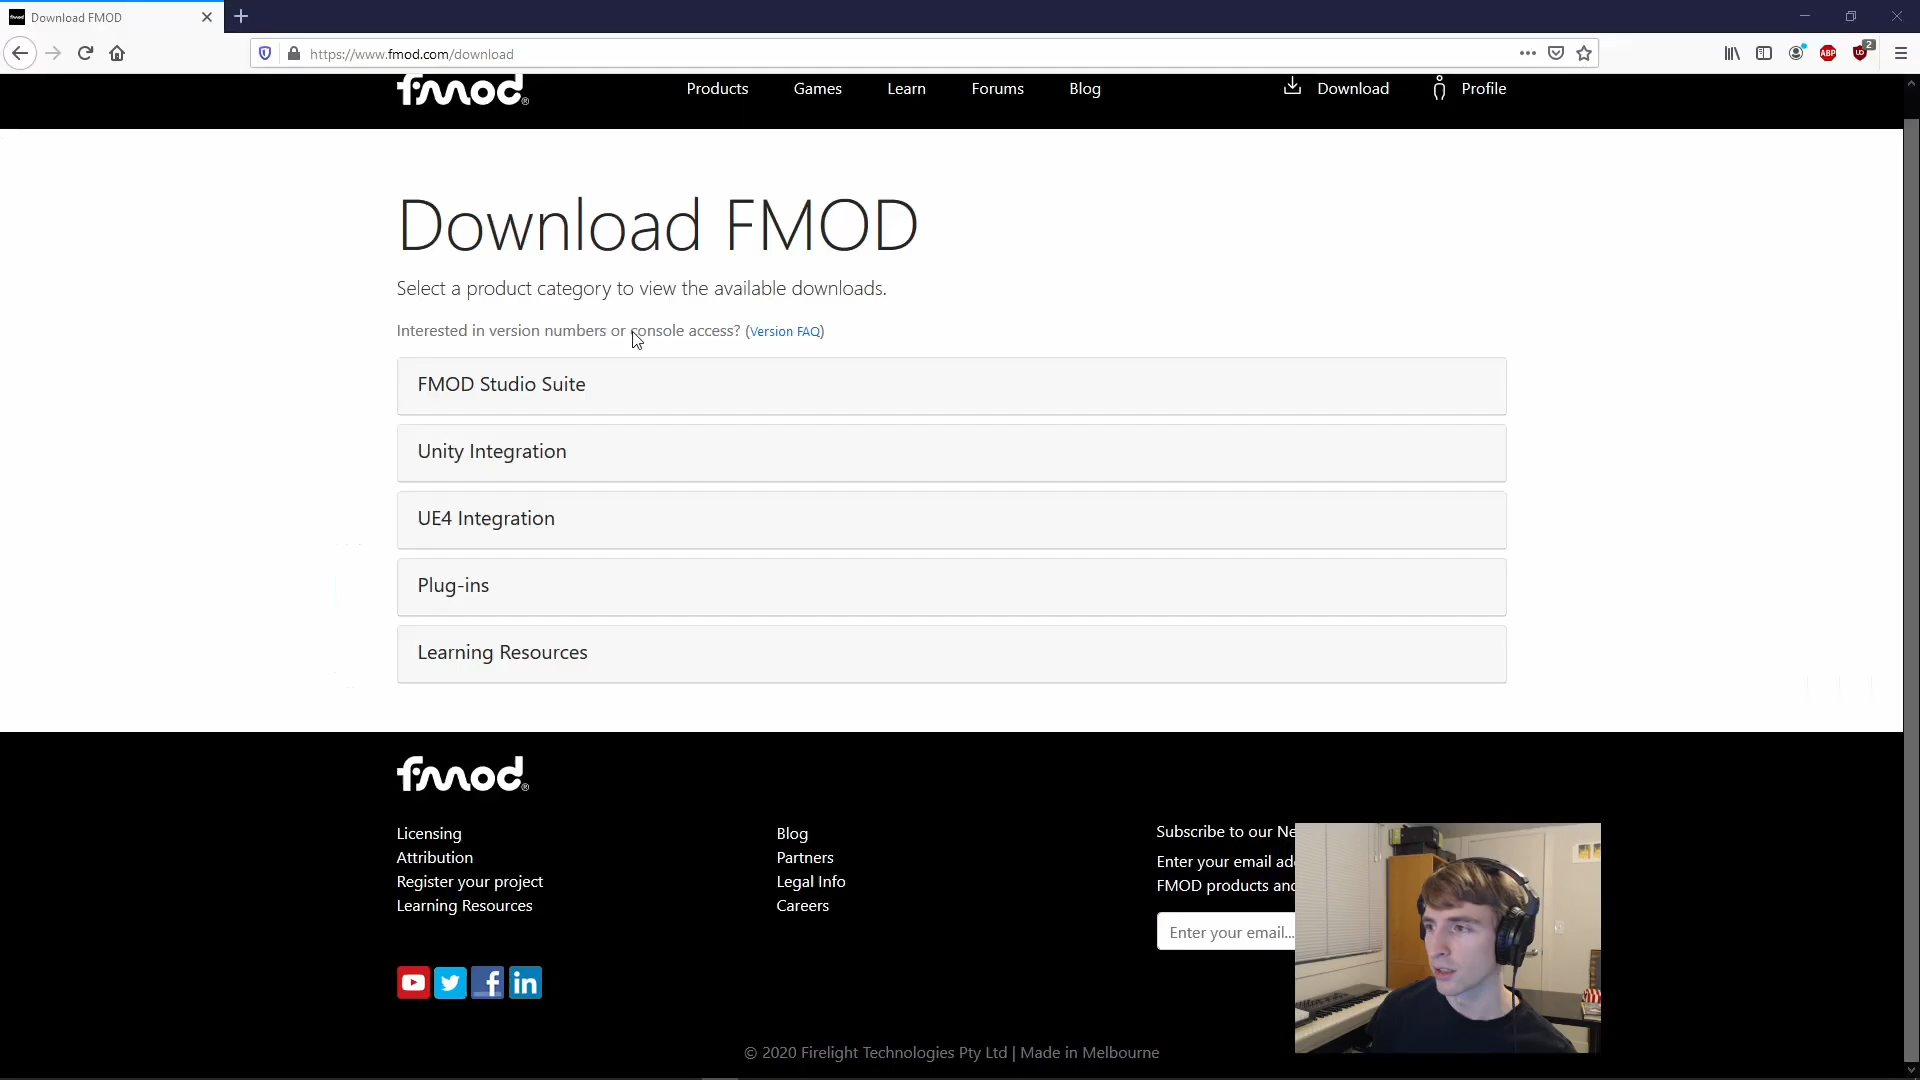 Download FMOD
https://www.fmod.com/download
ABP
2
fmod®
Products
Games
Learn
Forums
Blog
Download
Profile
Download FMOD
Select a product category to view the available downloads.
Interested in version numbers or console access? (Version FAQ)
FMOD Studio Suite
Unity Integration
UE4 Integration
Plug-ins
Learning Resources
fmod®
Licensing
Attribution
Register your project
Learning Resources
Blog
Partners
Legal Info
Careers
Subscribe to our Ne
Enter your email ad
FMOD products and
Enter your email...
© 2020 Firelight Technologies Pty Ltd | Made in Melbourne